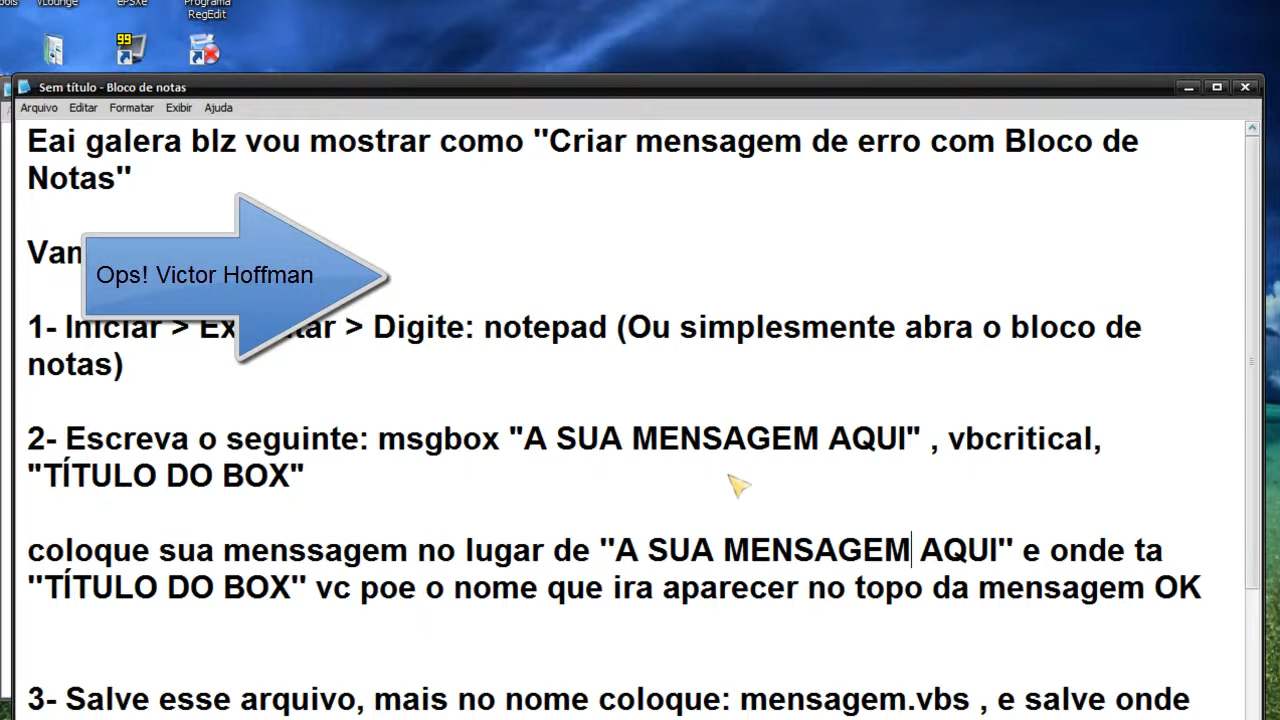 ools
vLounge
ePSXe
Programa
RegEdit
99
Sem título - Bloco de notas
Arquivo Editar Formatar Exibir Ajuda
Eai galera blz vou mostrar como "Criar mensagem de erro com Bloco de
Notas"
Ops! Victor Hoffman
1- Iniciar > > Digite: notepad (Ou simplesmente abra o bloco de
notas)
2- Escreva o seguinte: msgbox "A SUA MENSAGEM AQUI" , vbcritical,
"TÍTULO DO BOX"
coloque sua menssagem no lugar de "A SUA MENSAGEM AQUI" e onde ta
"TÍTULO DO BOX" vc poe o nome que ira aparecer no topo da mensagem OK
3- Salve esse arquivo, mais no nome coloque: mensagem.vbs , e salve onde